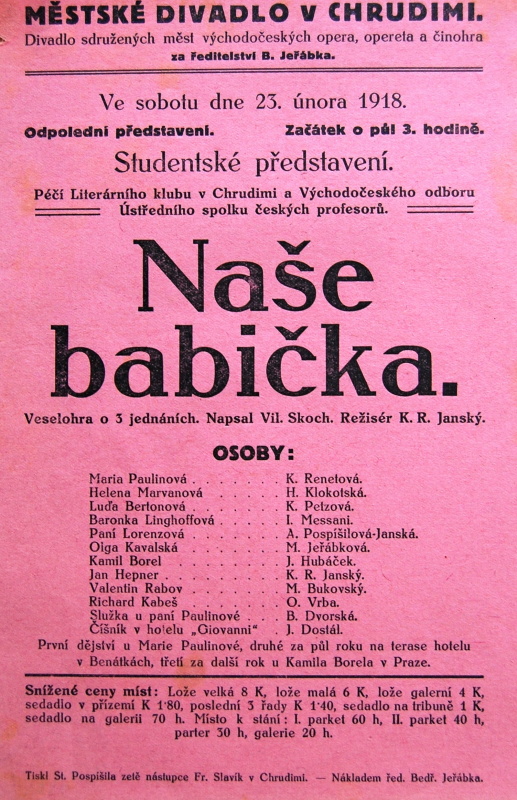 MĚSTSKÉ DIVADLO V CHRUDIMI.
Divadlo sdružených měst východočeských opera, opereta a činohra
za ředitelství B. Jeřábka.
Ve sobotu dne 23. února 1918.
Odpolední představení. Začátek o půl 3. hodině.
Studentské představení.
Péčí Literárního klubu v Chrudimi a Východočeského odboru
Ústředního spolku českých profesorů.
Naše
babička.
Veselohra o 3 jednáních. Napsal Vil. Skoch. Režisér K. R. Janský.
OSOBY:
Maria Paulinová . . . . . . . K. Renetová.
Helena Marvanová . . . . . . H. Klokotská.
Luďa Bertonová . . . . . . . K. Petzová.
Baronka Linghoffová . . . . . I. Messani.
Paní Lorenzová . . . . . . . A. Pospíšilová-Janská.
Olga Kavalská . . . . . . . M. Jeřábková.
Kamil Borel . . . . . . . . J. Hubáček.
Jan Hepner . . . . . . . . K. R. Janský.
Valentin Rabov . . . . . . . M. Bukovský.
Richard Kabeš . . . . . . . O. Vrba.
Služka u paní Paulinové . . . B. Dvorská.
Číšník v hotelu „Giovanni“ . . J. Dostál.
První dějství u Marie Paulinové, druhé za půl roku na terase hotelu
v Benátkách, třetí za další rok u Kamila Borela v Praze.
Snížené ceny míst: Lože velká 8 K, lože malá 6 K, lože galerní 4 K,
sedadlo v přízemí K 1·80, poslední 3 řady K 1·40, sedadlo na tribuně 1 K,
sedadlo na galerii 70 h. Místo k stání: I. parket 60 h, II. parket 40 h,
parter 30 h, galerie 20 h.
Tiskl St. Pospíšila zetě nástupce Fr. Slavík v Chrudimi. — Nákladem řed. Bedř. Jeřábka.